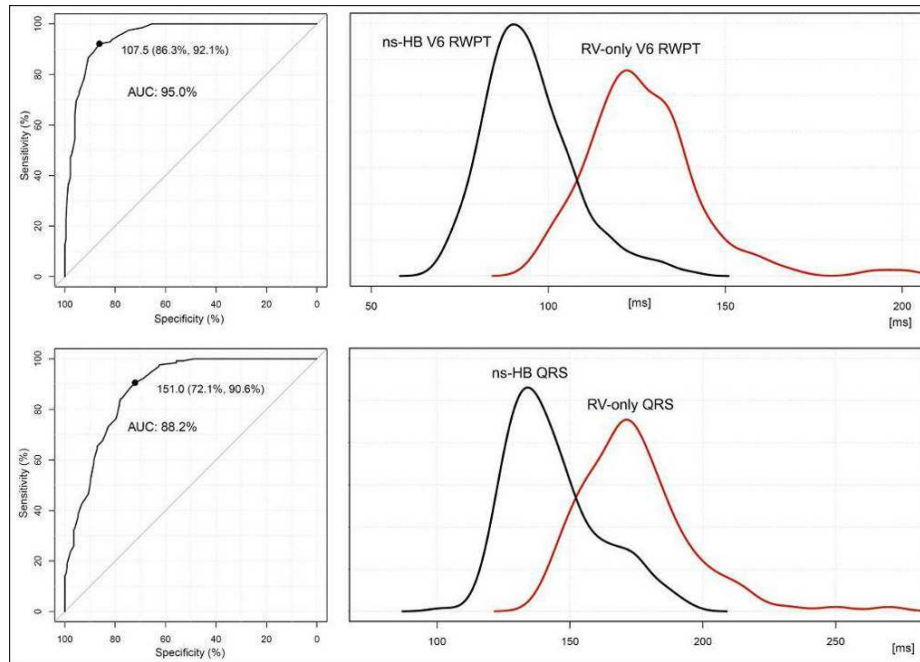 100
80
60
40
20
0
Sensitivity (%)
107.5 (86.3%, 92.1%)
AUC: 95.0%
100 80 60 40 20 0
Specificity (%)
ns-HB V6 RWPT
RV-only V6 RWPT
50 100 150 200
[ms]
[ms]
100
80
60
40
20
0
Sensitivity (%)
151.0 (72.1%, 90.6%)
AUC: 88.2%
100 80 60 40 20 0
Specificity (%)
ns-HB QRS
RV-only QRS
100 150 200 250
[ms]